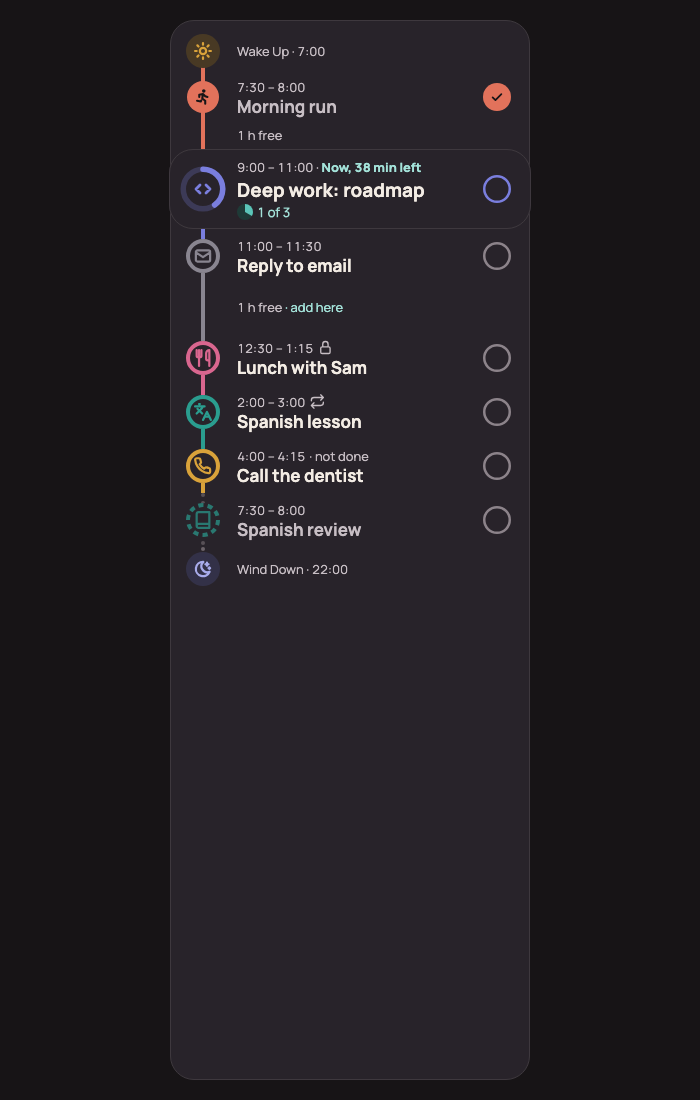 Wake Up · 7:00
7:30 – 8:00
Morning run
1 h free
9:00 – 11:00 · Now, 38 min left
Deep work: roadmap
1 of 3
11:00 – 11:30
Reply to email
1 h free · add here
12:30 – 1:15
Lunch with Sam
2:00 – 3:00
Spanish lesson
4:00 – 4:15 · not done
Call the dentist
7:30 – 8:00
Spanish review
Wind Down · 22:00